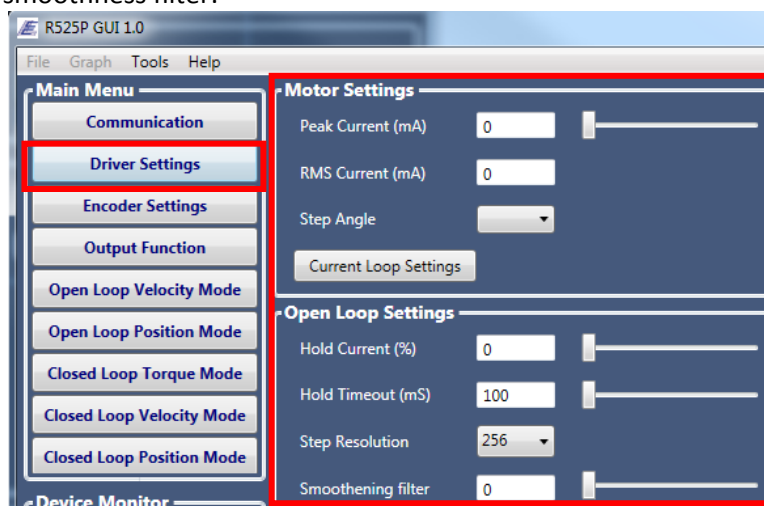 smoothness filter.
R525P GUI 1.0
File Graph Tools Help
Main Menu
Communication
Driver Settings
Encoder Settings
Output Function
Open Loop Velocity Mode
Open Loop Position Mode
Closed Loop Torque Mode
Closed Loop Velocity Mode
Closed Loop Position Mode
Device Monitor
Motor Settings
Peak Current (mA) 0
RMS Current (mA) 0
Step Angle
Current Loop Settings
Open Loop Settings
Hold Current (%) 0
Hold Timeout (mS) 100
Step Resolution 256
Smoothening filter 0